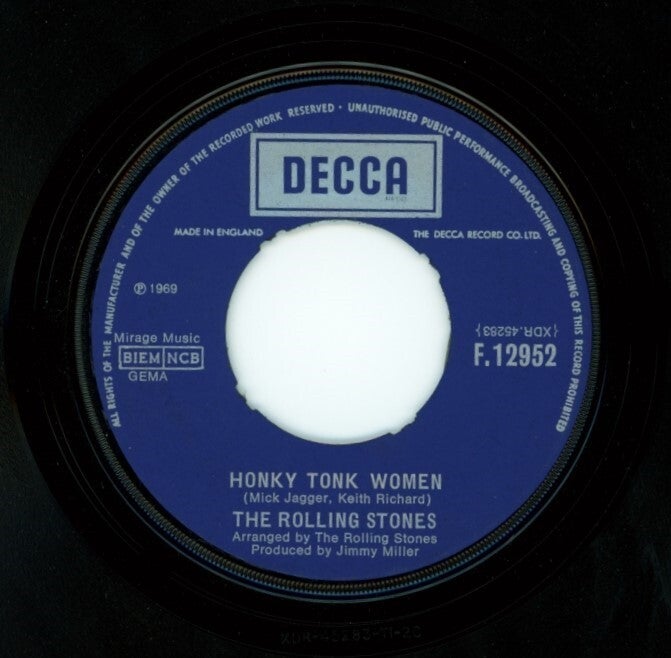 ALL RIGHTS OF THE MANUFACTURER AND OF THE OWNER OF THE RECORDED WORK RESERVED · UNAUTHORISED PUBLIC PERFORMANCE BROADCASTING AND COPYING OF THIS RECORD PROHIBITED
DECCA
MADE IN ENGLAND
THE DECCA RECORD CO. LTD.
℗ 1969
Mirage Music
BIEM NCB
GEMA
{XDR.45283}
F.12952
HONKY TONK WOMEN
(Mick Jagger, Keith Richard)
THE ROLLING STONES
Arranged by The Rolling Stones
Produced by Jimmy Miller